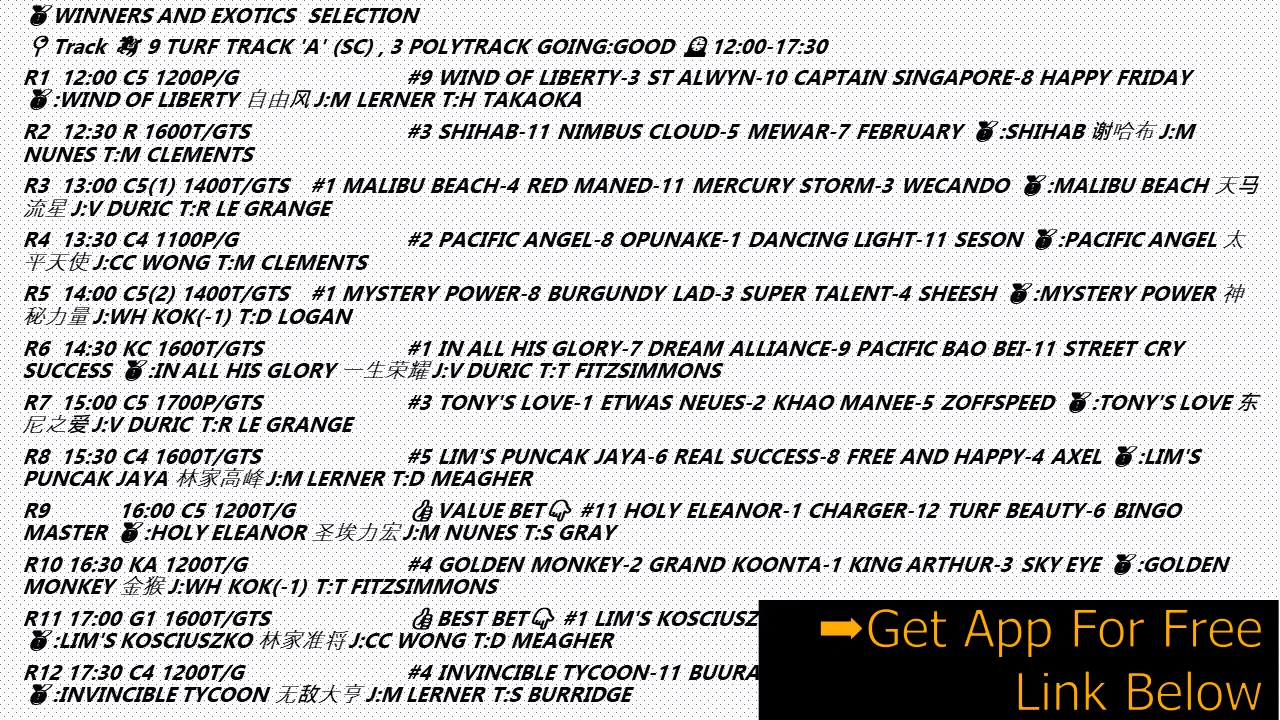 🥇WINNERS AND EXOTICS SELECTION
Track 9 TURF TRACK 'A' (SC) , 3 POLYTRACK GOING:GOOD 12:00-17:30
R1 12:00 C5 1200P/G #9 WIND OF LIBERTY-3 ST ALWYN-10 CAPTAIN SINGAPORE-8 HAPPY FRIDAY
🥇:WIND OF LIBERTY 自由风 J:M LERNER T:H TAKAOKA
R2 12:30 R 1600T/GTS #3 SHIHAB-11 NIMBUS CLOUD-5 MEWAR-7 FEBRUARY 🥇:SHIHAB 谢哈布 J:M
NUNES T:M CLEMENTS
R3 13:00 C5(1) 1400T/GTS #1 MALIBU BEACH-4 RED MANED-11 MERCURY STORM-3 WECANDO 🥇:MALIBU BEACH 天马
流星 J:V DURIC T:R LE GRANGE
R4 13:30 C4 1100P/G #2 PACIFIC ANGEL-8 OPUNAKE-1 DANCING LIGHT-11 SESON 🥇:PACIFIC ANGEL 太
平天使 J:CC WONG T:M CLEMENTS
R5 14:00 C5(2) 1400T/GTS #1 MYSTERY POWER-8 BURGUNDY LAD-3 SUPER TALENT-4 SHEESH 🥇:MYSTERY POWER 神
秘力量 J:WH KOK(-1) T:D LOGAN
R6 14:30 KC 1600T/GTS #1 IN ALL HIS GLORY-7 DREAM ALLIANCE-9 PACIFIC BAO BEI-11 STREET CRY
SUCCESS 🥇:IN ALL HIS GLORY 一生荣耀 J:V DURIC T:T FITZSIMMONS
R7 15:00 C5 1700P/GTS #3 TONY'S LOVE-1 ETWAS NEUES-2 KHAO MANEE-5 ZOFFSPEED 🥇:TONY'S LOVE 东
尼之爱 J:V DURIC T:R LE GRANGE
R8 15:30 C4 1600T/GTS #5 LIM'S PUNCAK JAYA-6 REAL SUCCESS-8 FREE AND HAPPY-4 AXEL 🥇:LIM'S
PUNCAK JAYA 林家高峰 J:M LERNER T:D MEAGHER
R9 16:00 C5 1200T/G 👍VALUE BET #11 HOLY ELEANOR-1 CHARGER-12 TURF BEAUTY-6 BINGO
MASTER 🥇:HOLY ELEANOR 圣埃力宏 J:M NUNES T:S GRAY
R10 16:30 KA 1200T/G #4 GOLDEN MONKEY-2 GRAND KOONTA-1 KING ARTHUR-3 SKY EYE 🥇:GOLDEN
MONKEY 金猴 J:WH KOK(-1) T:T FITZSIMMONS
R11 17:00 G1 1600T/GTS 👍BEST BET #1 LIM'S KOSCIUSZ
🥇:LIM'S KOSCIUSZKO 林家准将 J:CC WONG T:D MEAGHER
R12 17:30 C4 1200T/G #4 INVINCIBLE TYCOON-11 BUURA
🥇:INVINCIBLE TYCOON 无敌大亨 J:M LERNER T:S BURRIDGE
➡Get App For Free
Link Below